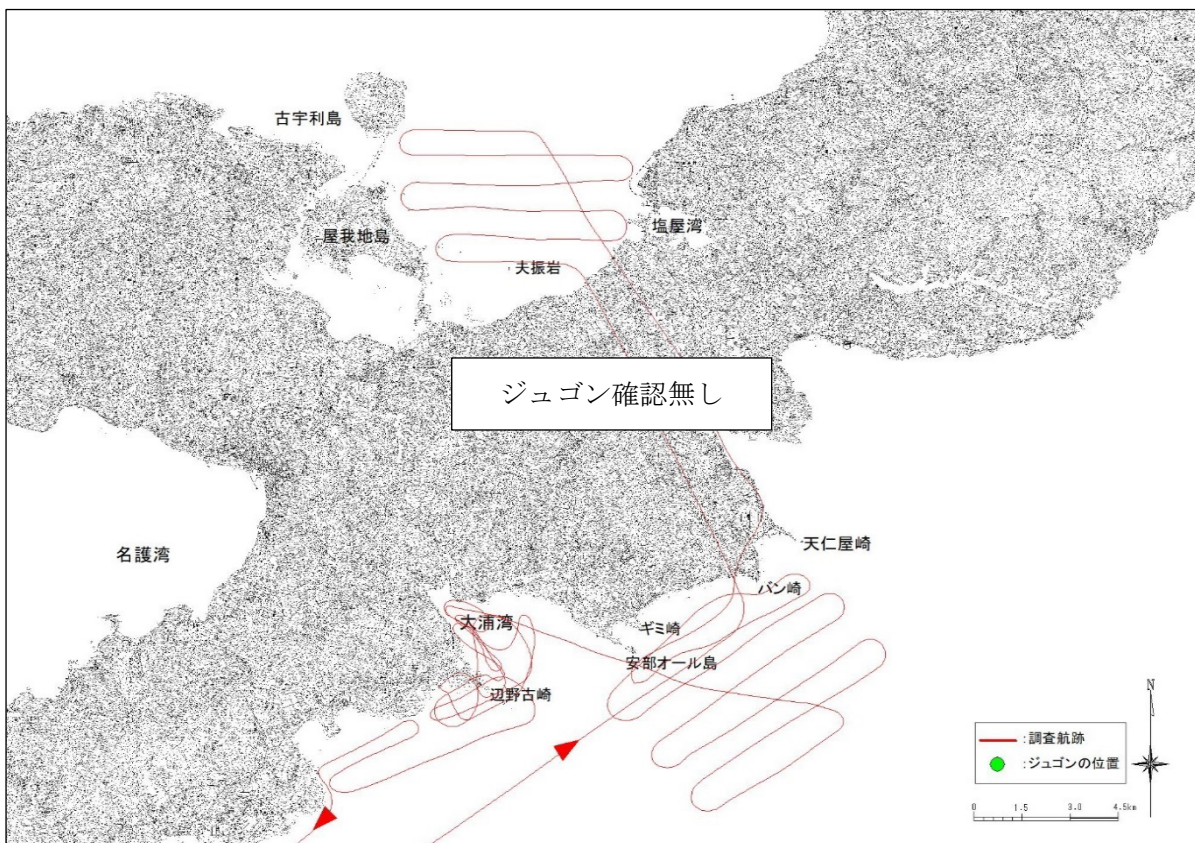 古宇利島
屋我地島
塩屋湾
夫振岩
ジュゴン確認無し
名護湾
天仁屋崎
バン崎
大浦湾
ギミ崎
安部オール島
辺野古崎
N
:調査航跡
:ジュゴンの位置
0 1.5 3.0 4.5km